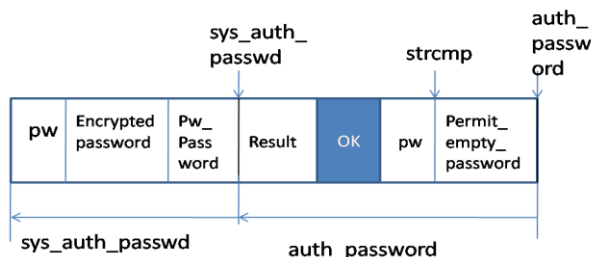 sys_auth_
passwd
strcmp
auth_
passw
ord
pw
Encrypted
password
Pw_
Pass
word
Result
OK
pw
Permit_
empty_
password
sys_auth_passwd
auth_password